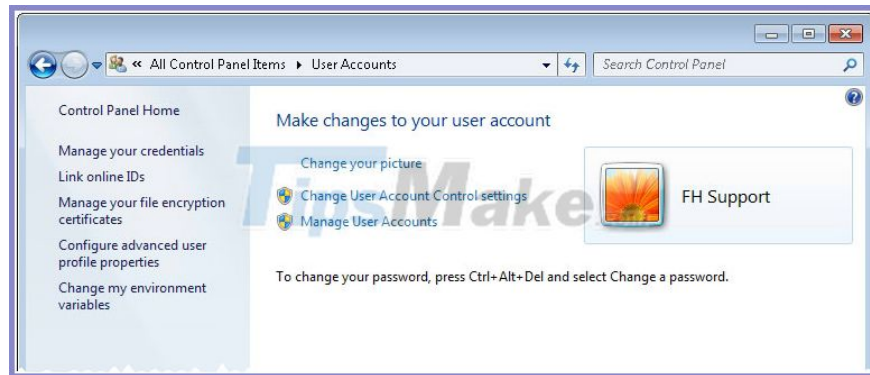 « All Control Panel Items ▸ User Accounts
Search Control Panel
Control Panel Home
Manage your credentials
Link online IDs
Manage your file encryption
certificates
Configure advanced user
profile properties
Change my environment
variables
Make changes to your user account
Change your picture
Change User Account Control settings
Manage User Accounts
FH Support
To change your password, press Ctrl+Alt+Del and select Change a password.
TipsMake.com